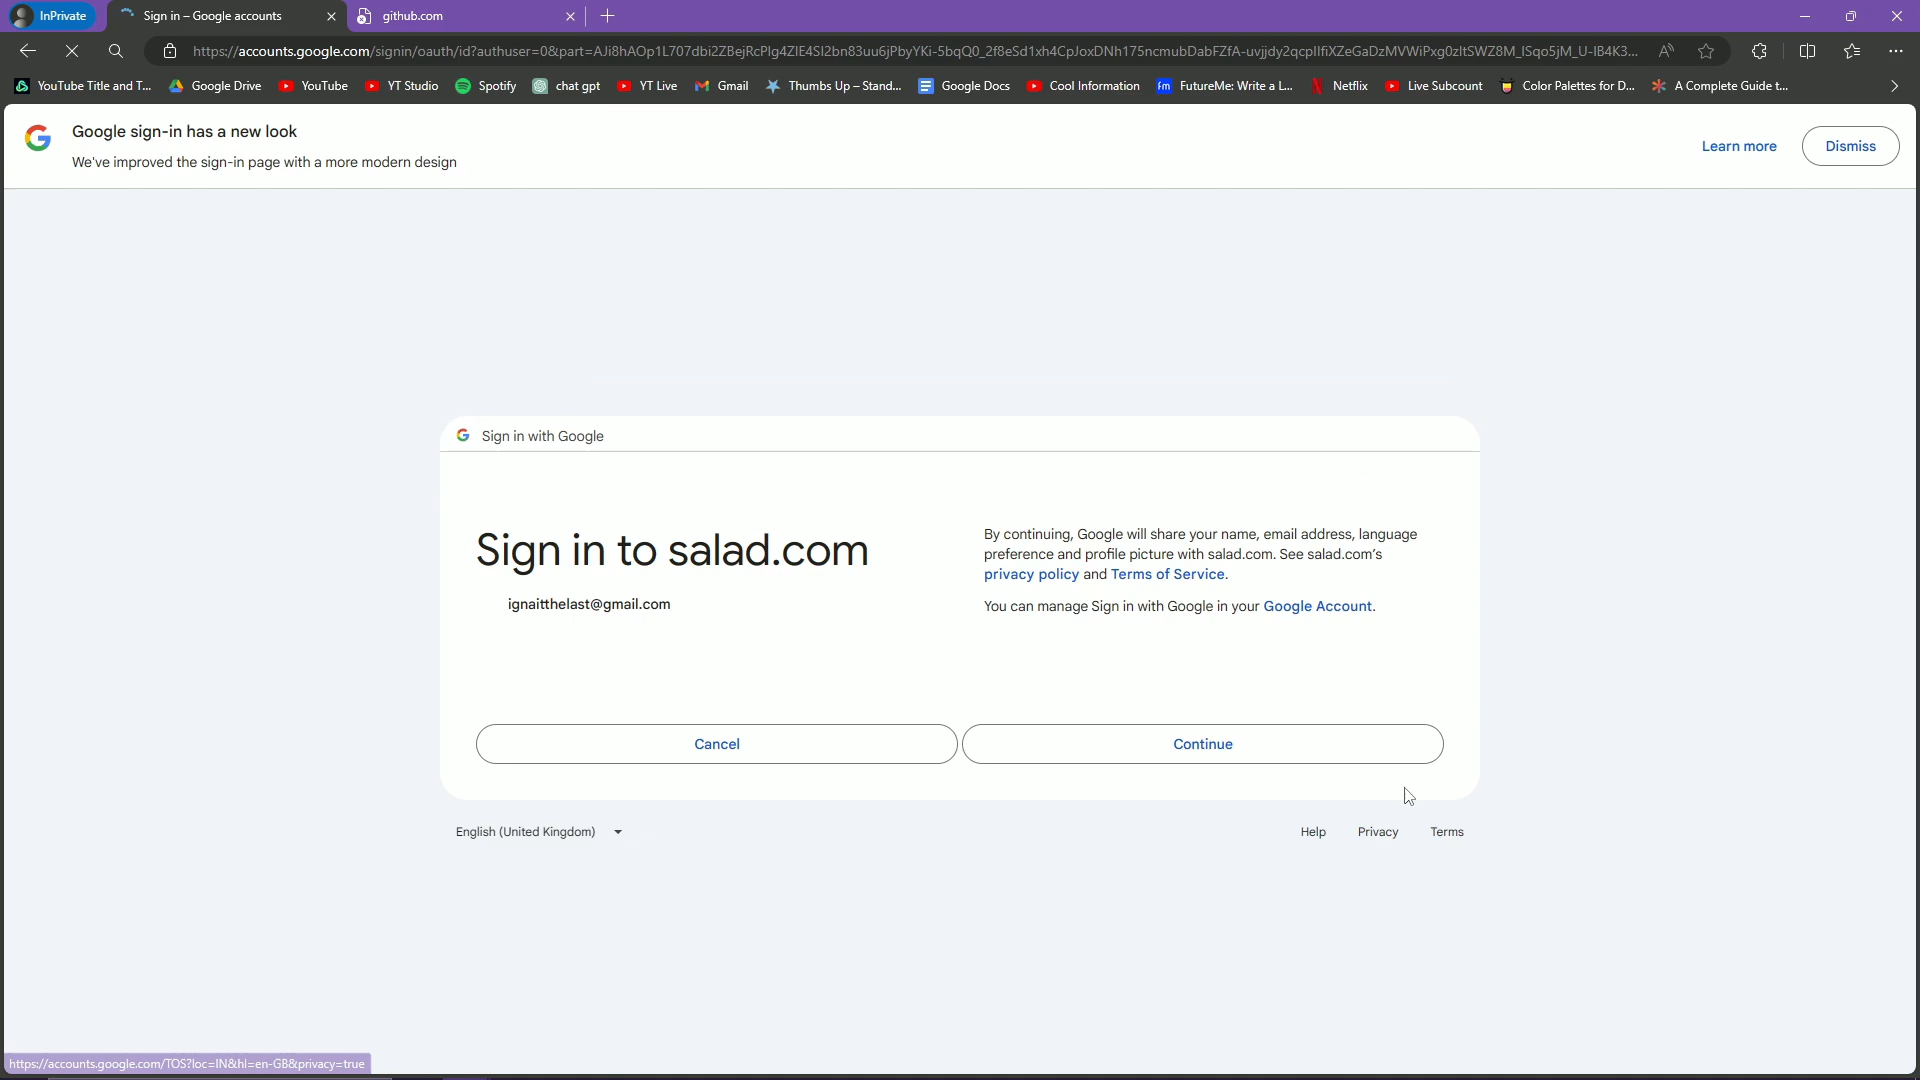 InPrivate
Sign in – Google accounts
github.com
https://accounts.google.com/signin/oauth/id?authuser=0&part=
YouTube Title and T...
Google Drive
YouTube
YT Studio
Spotify
chat gpt
YT Live
Gmail
Thumbs Up – Stand...
Google Docs
Cool Information
FutureMe: Write a L...
Netflix
Live Subcount
Color Palettes for D...
A Complete Guide t...
Google sign-in has a new look
We've improved the sign-in page with a more modern design
Learn more
Dismiss
Sign in with Google
Sign in to salad.com
ignaitthelast@gmail.com
By continuing, Google will share your name, email address, language
preference and profile picture with salad.com. See salad.com's
privacy policy and Terms of Service.
You can manage Sign in with Google in your Google Account.
Cancel
Continue
English (United Kingdom)
Help
Privacy
Terms
https://accounts.google.com/TOS?loc=IN&hl=en-GB&privacy=true